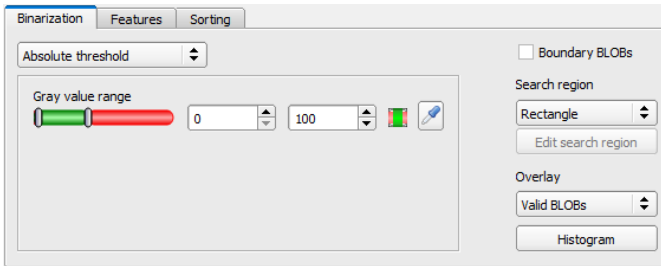 Binarization Features Sorting
Absolute threshold
Gray value range
0 100
Boundary BLOBs
Search region
Rectangle
Edit search region
Overlay
Valid BLOBs
Histogram